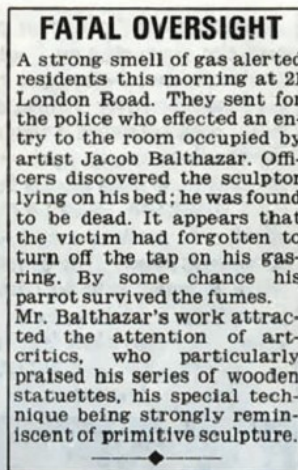 FATAL OVERSIGHT
A strong smell of gas alerted
residents this morning at 21
London Road. They sent for
the police who effected an en-
try to the room occupied by
artist Jacob Balthazar. Offi-
cers discovered the sculptor
lying on his bed; he was found
to be dead. It appears that
the victim had forgotten to
turn off the tap on his gas-
ring. By some chance his
parrot survived the fumes.
Mr. Balthazar's work attrac-
ted the attention of art-
critics, who particularly
praised his series of wooden
statuettes, his special tech-
nique being strongly remin-
iscent of primitive sculpture.